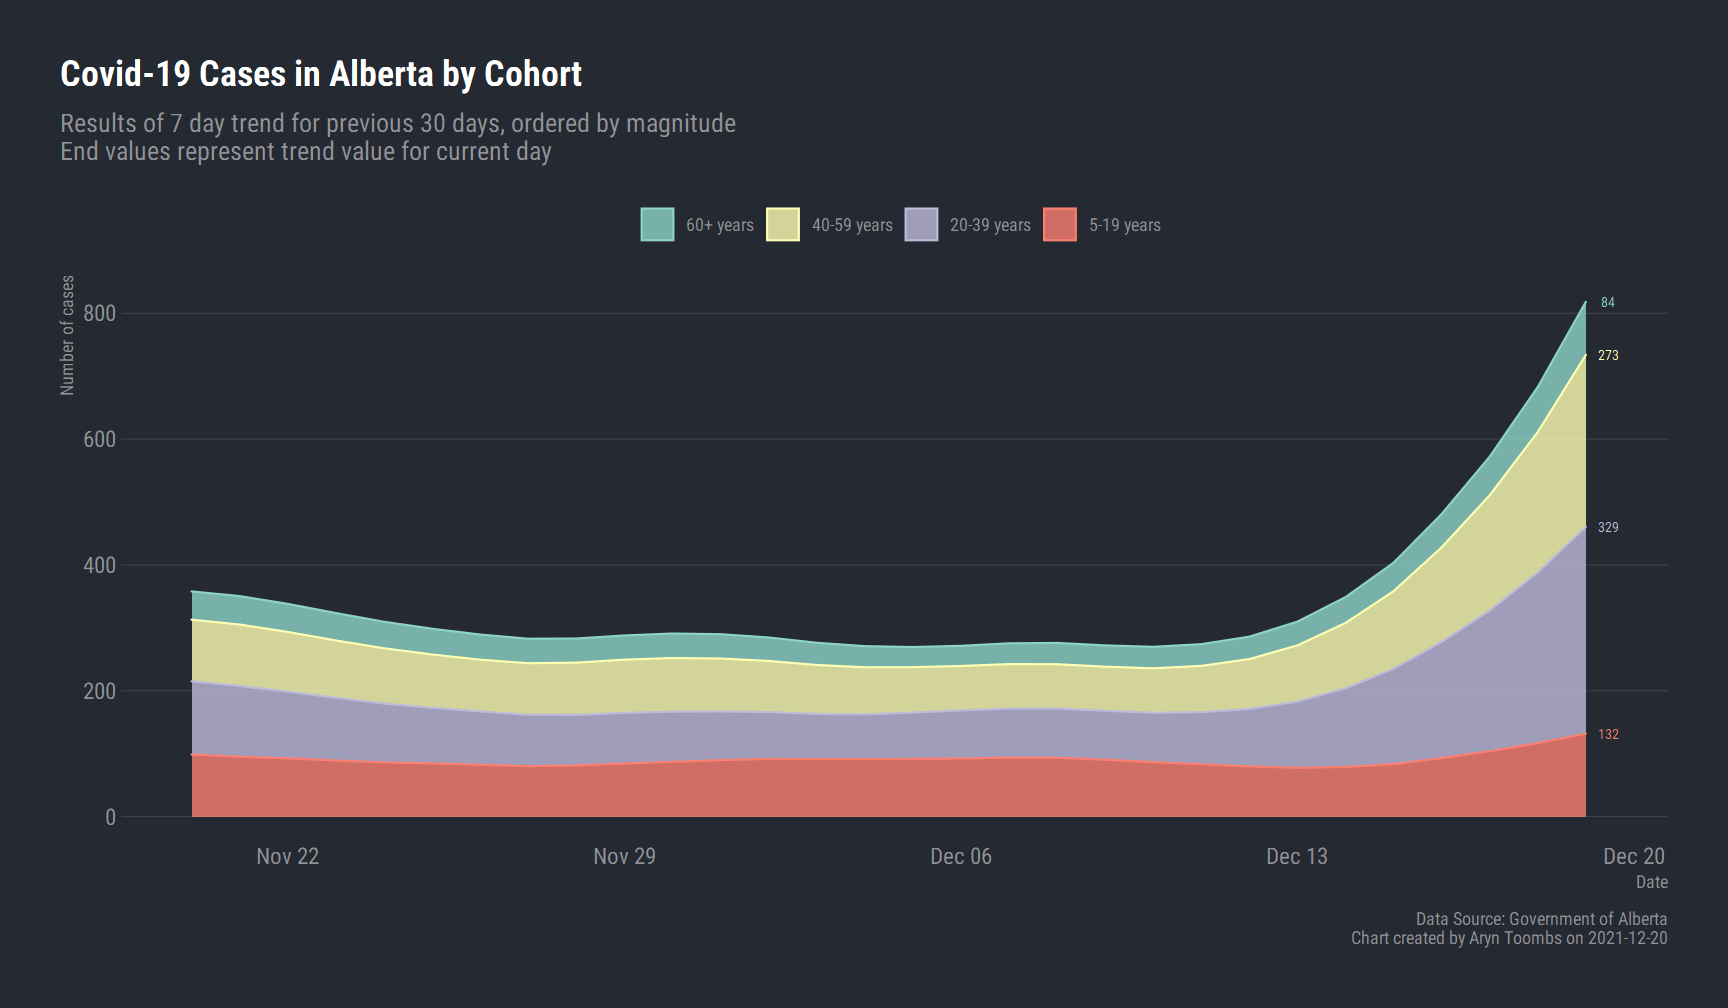 Covid-19 Cases in Alberta by Cohort
Results of 7 day trend for previous 30 days, ordered by magnitude
End values represent trend value for current day
60+ years
40-59 years
20-39 years
5-19 years
Number of cases
800
600
400
200
0
84
273
329
132
Nov 22
Nov 29
Dec 06
Dec 13
Dec 20
Date
Data Source: Government of Alberta
Chart created by Aryn Toombs on 2021-12-20